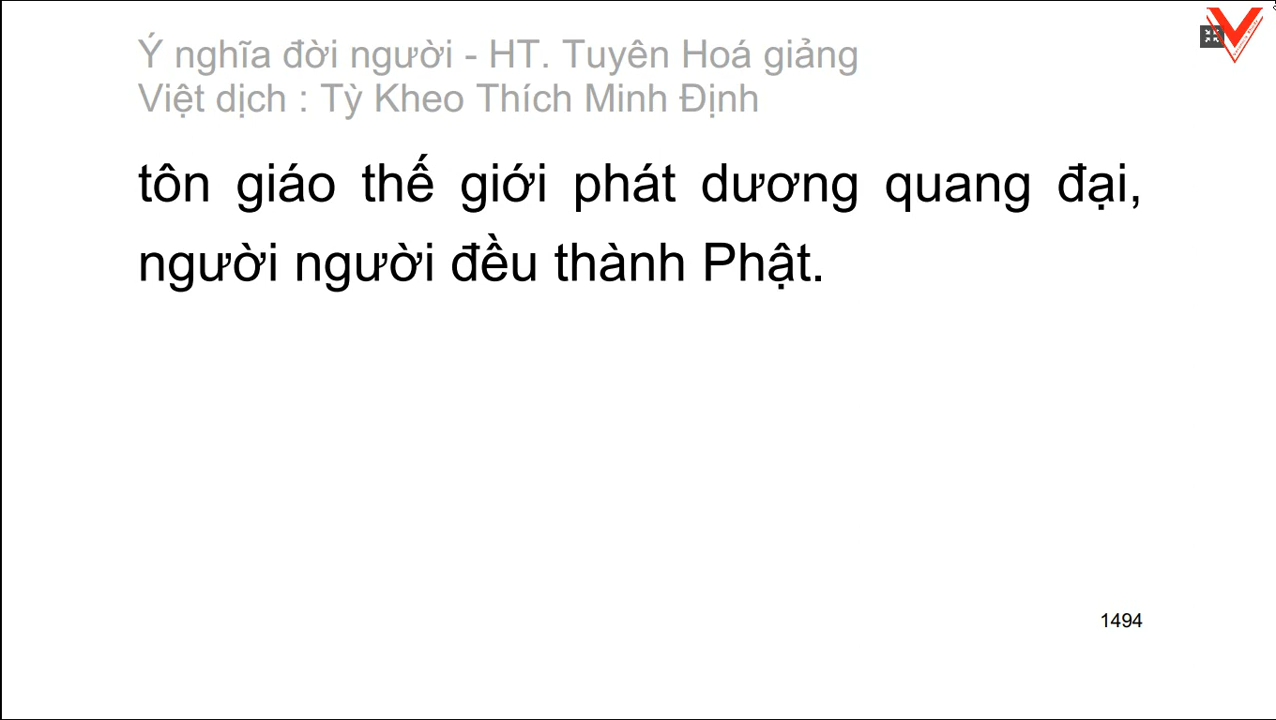 Ý nghĩa đời người - HT. Tuyên Hoá giảng
Việt dịch : Tỳ Kheo Thích Minh Định
tôn giáo thế giới phát dương quang đại,
người người đều thành Phật.
1494